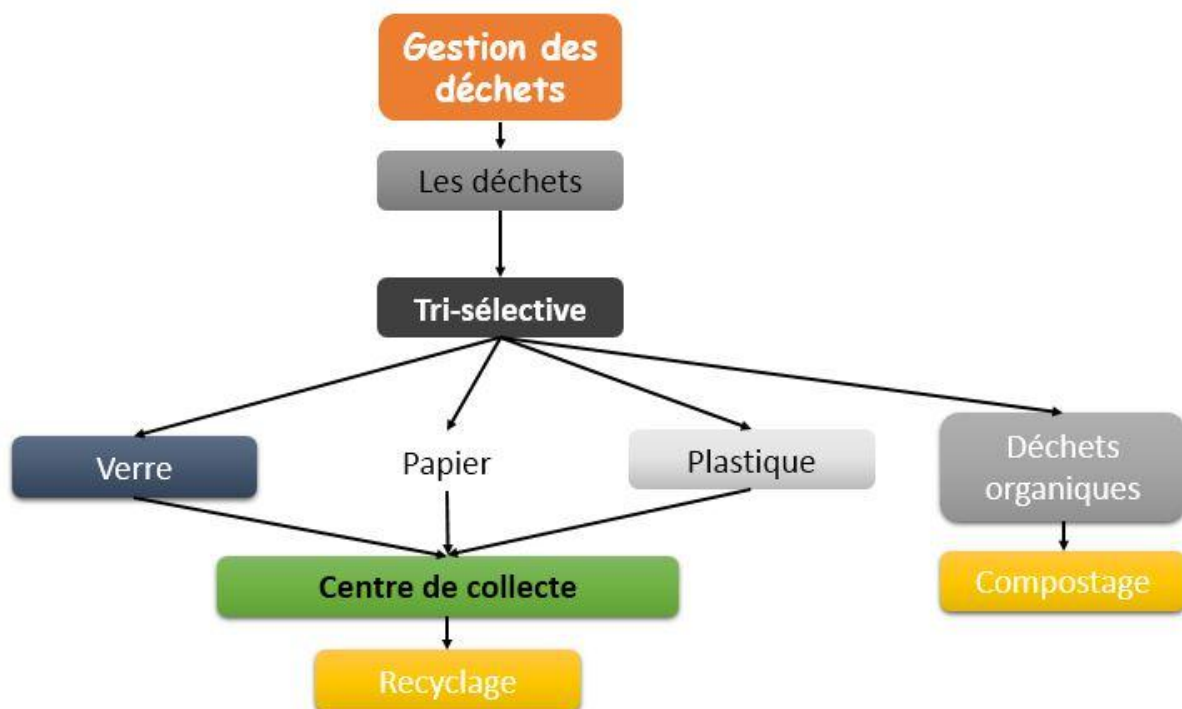 Gestion des
déchets
Les déchets
Tri-sélective
Verre
Papier
Plastique
Déchets
organiques
Centre de collecte
Compostage
Recyclage